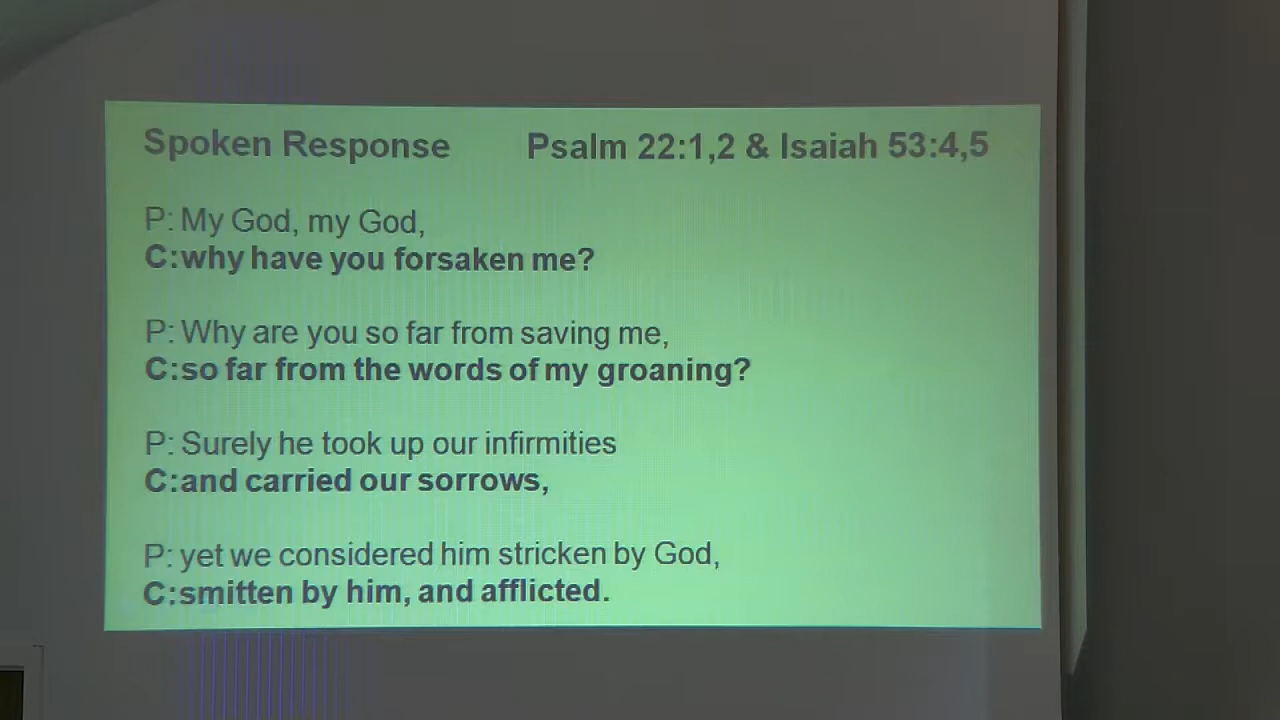 Spoken Response Psalm 22:1,2 & Isaiah 53:4,5
P: My God, my God,
C:why have you forsaken me?
P: Why are you so far from saving me,
C:so far from the words of my groaning?
P: Surely he took up our infirmities
C:and carried our sorrows,
P: yet we considered him stricken by God,
C:smitten by him, and afflicted.